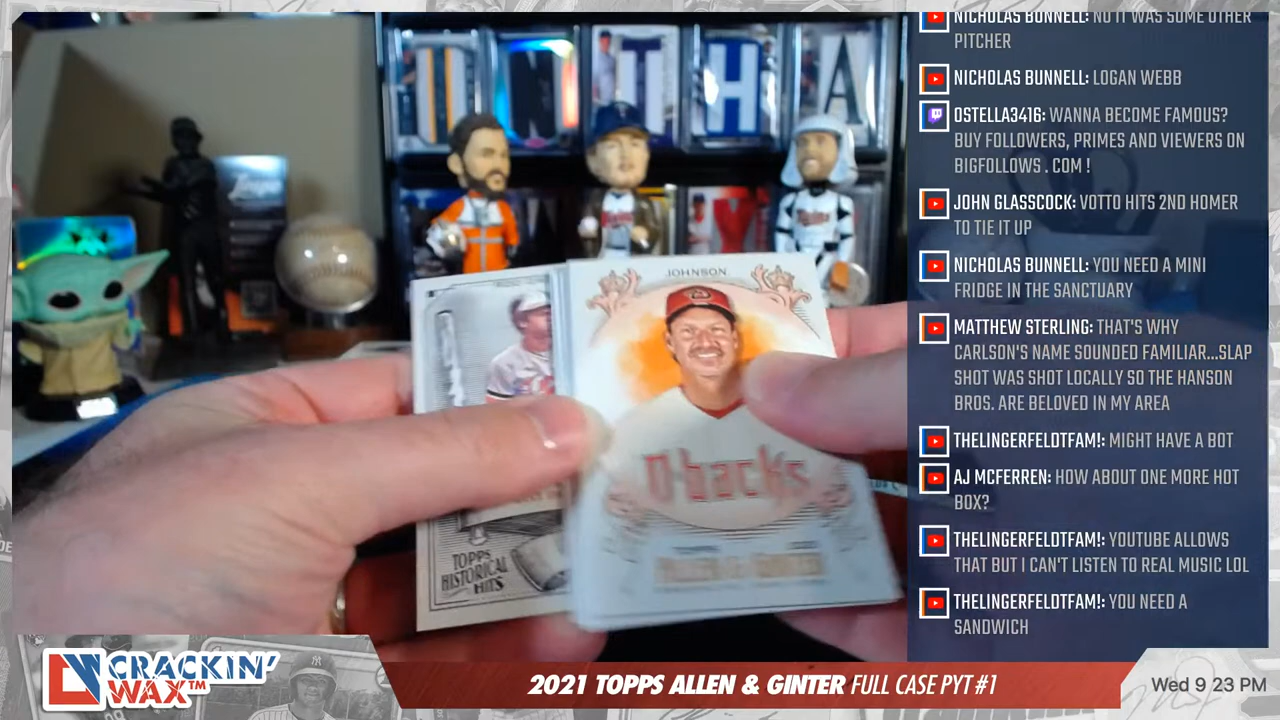 NICHOLAS BUNNELL: NO IT WAS SOME OTHER
PITCHER
NICHOLAS BUNNELL: LOGAN WEBB
OSTELLA3416: WANNA BECOME FAMOUS?
BUY FOLLOWERS, PRIMES AND VIEWERS ON
BIGFOLLOWS . COM !
JOHN GLASSCOCK: VOTTO HITS 2ND HOMER
TO TIE IT UP
NICHOLAS BUNNELL: YOU NEED A MINI
FRIDGE IN THE SANCTUARY
MATTHEW STERLING: THAT'S WHY
CARLSON'S NAME SOUNDED FAMILIAR...SLAP
SHOT WAS SHOT LOCALLY SO THE HANSON
BROS. ARE BELOVED IN MY AREA
THELINGERFELDTFAM!: MIGHT HAVE A BOT
AJ MCFERREN: HOW ABOUT ONE MORE HOT
BOX?
THELINGERFELDTFAM!: YOUTUBE ALLOWS
THAT BUT I CAN'T LISTEN TO REAL MUSIC LOL
THELINGERFELDTFAM!: YOU NEED A
SANDWICH
T H A
JOHNSON
D-backs
TOPPS
HISTORICAL
HITS
CRACKIN'
WAX™
2021 TOPPS ALLEN & GINTER FULL CASE PYT #1
Wed 9 23 PM